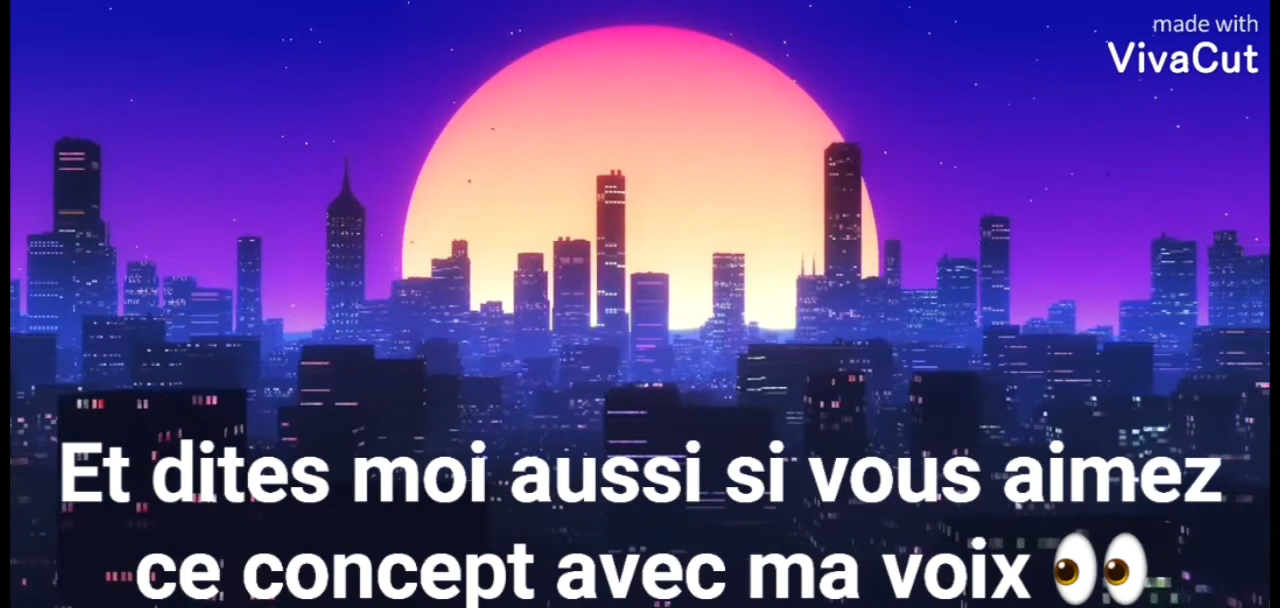 made with
VivaCut
Et dites moi aussi si vous aimez
ce concept avec ma voix 👀